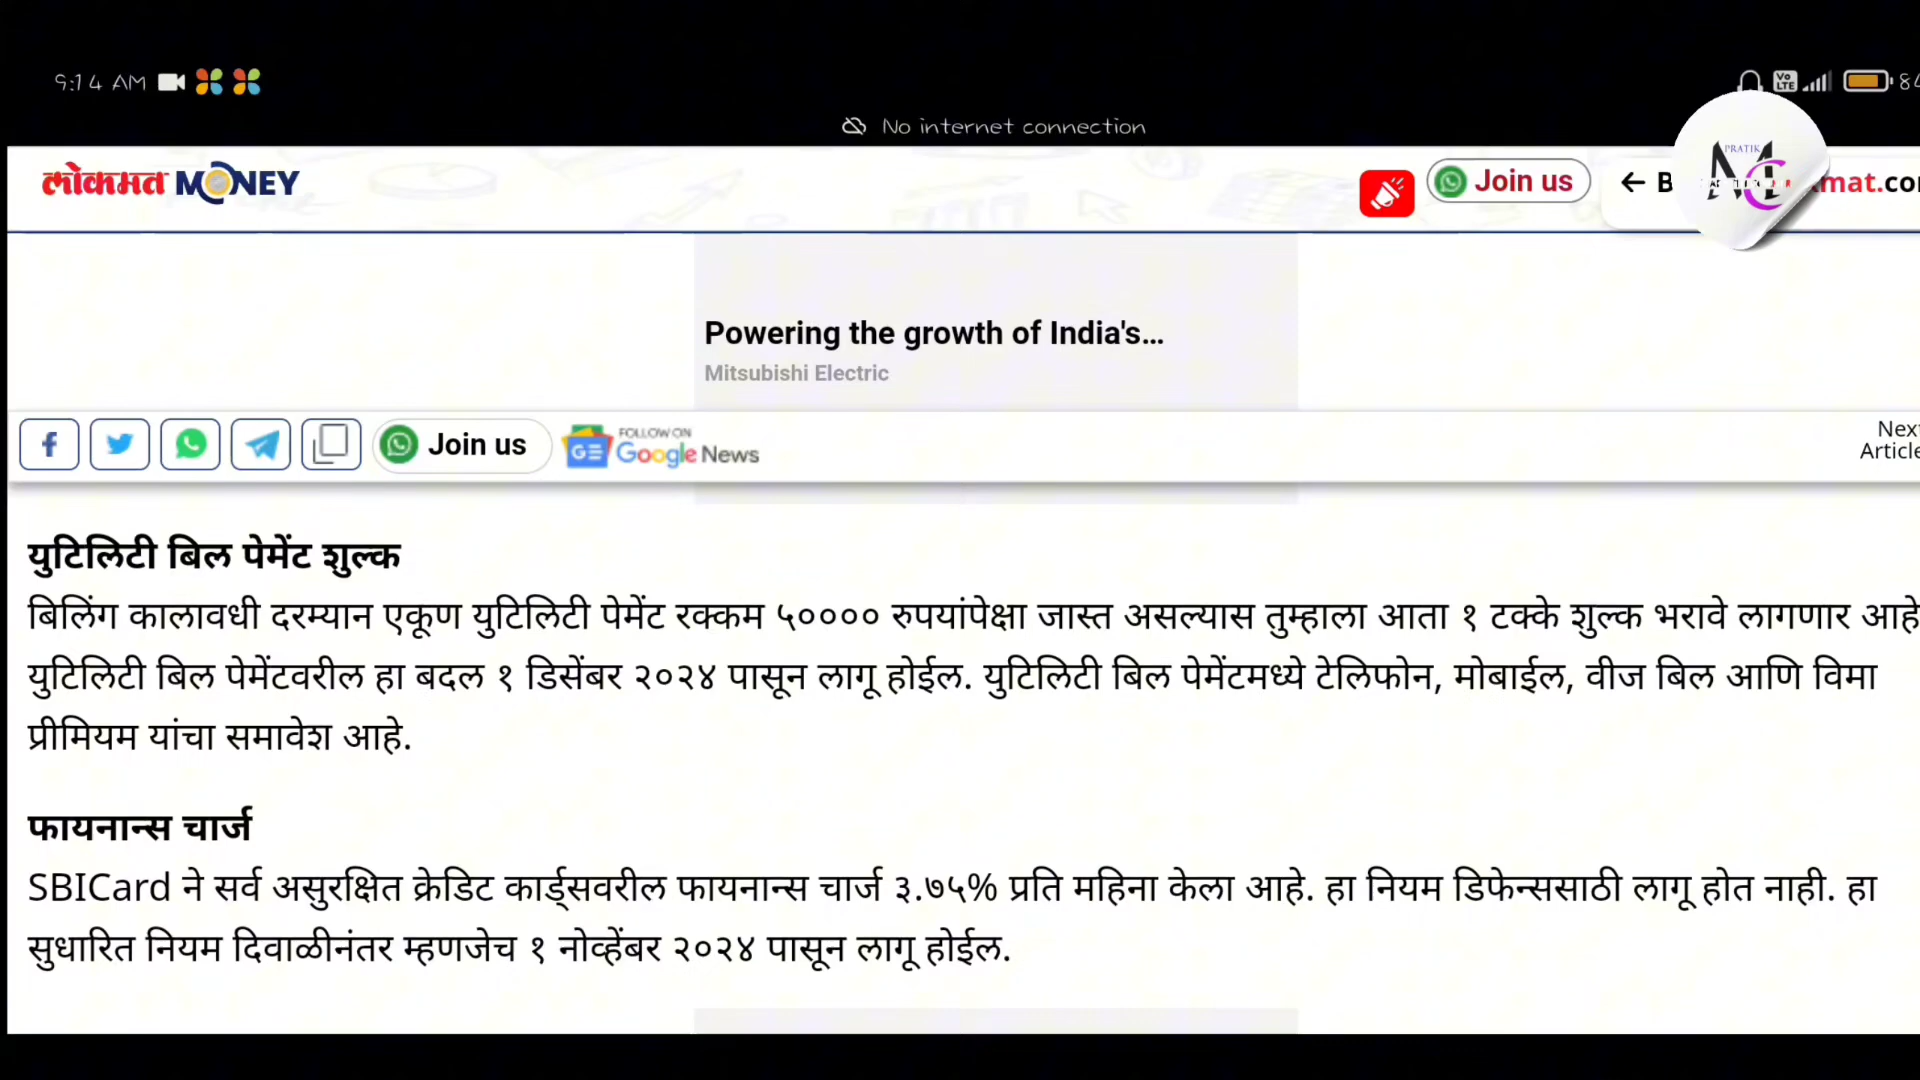 9:14 AM
No internet connection
लोकमत MONEY
Join us
PRATIK
Powering the growth of India's...
Mitsubishi Electric
Join us
FOLLOW ON
Google News
युटिलिटी बिल पेमेंट शुल्क
बिलिंग कालावधी दरम्यान एकूण युटिलिटी पेमेंट रक्कम ५०००० रुपयांपेक्षा जास्त असल्यास तुम्हाला आता १ टक्के शुल्क भरावे लागणार आहे
युटिलिटी बिल पेमेंटवरील हा बदल १ डिसेंबर २०२४ पासून लागू होईल. युटिलिटी बिल पेमेंटमध्ये टेलिफोन, मोबाईल, वीज बिल आणि विमा
प्रीमियम यांचा समावेश आहे.
फायनान्स चार्ज
SBICard ने सर्व असुरक्षित क्रेडिट कार्ड्सवरील फायनान्स चार्ज ३.७५% प्रति महिना केला आहे. हा नियम डिफेन्ससाठी लागू होत नाही. हा
सुधारित नियम दिवाळीनंतर म्हणजेच १ नोव्हेंबर २०२४ पासून लागू होईल.